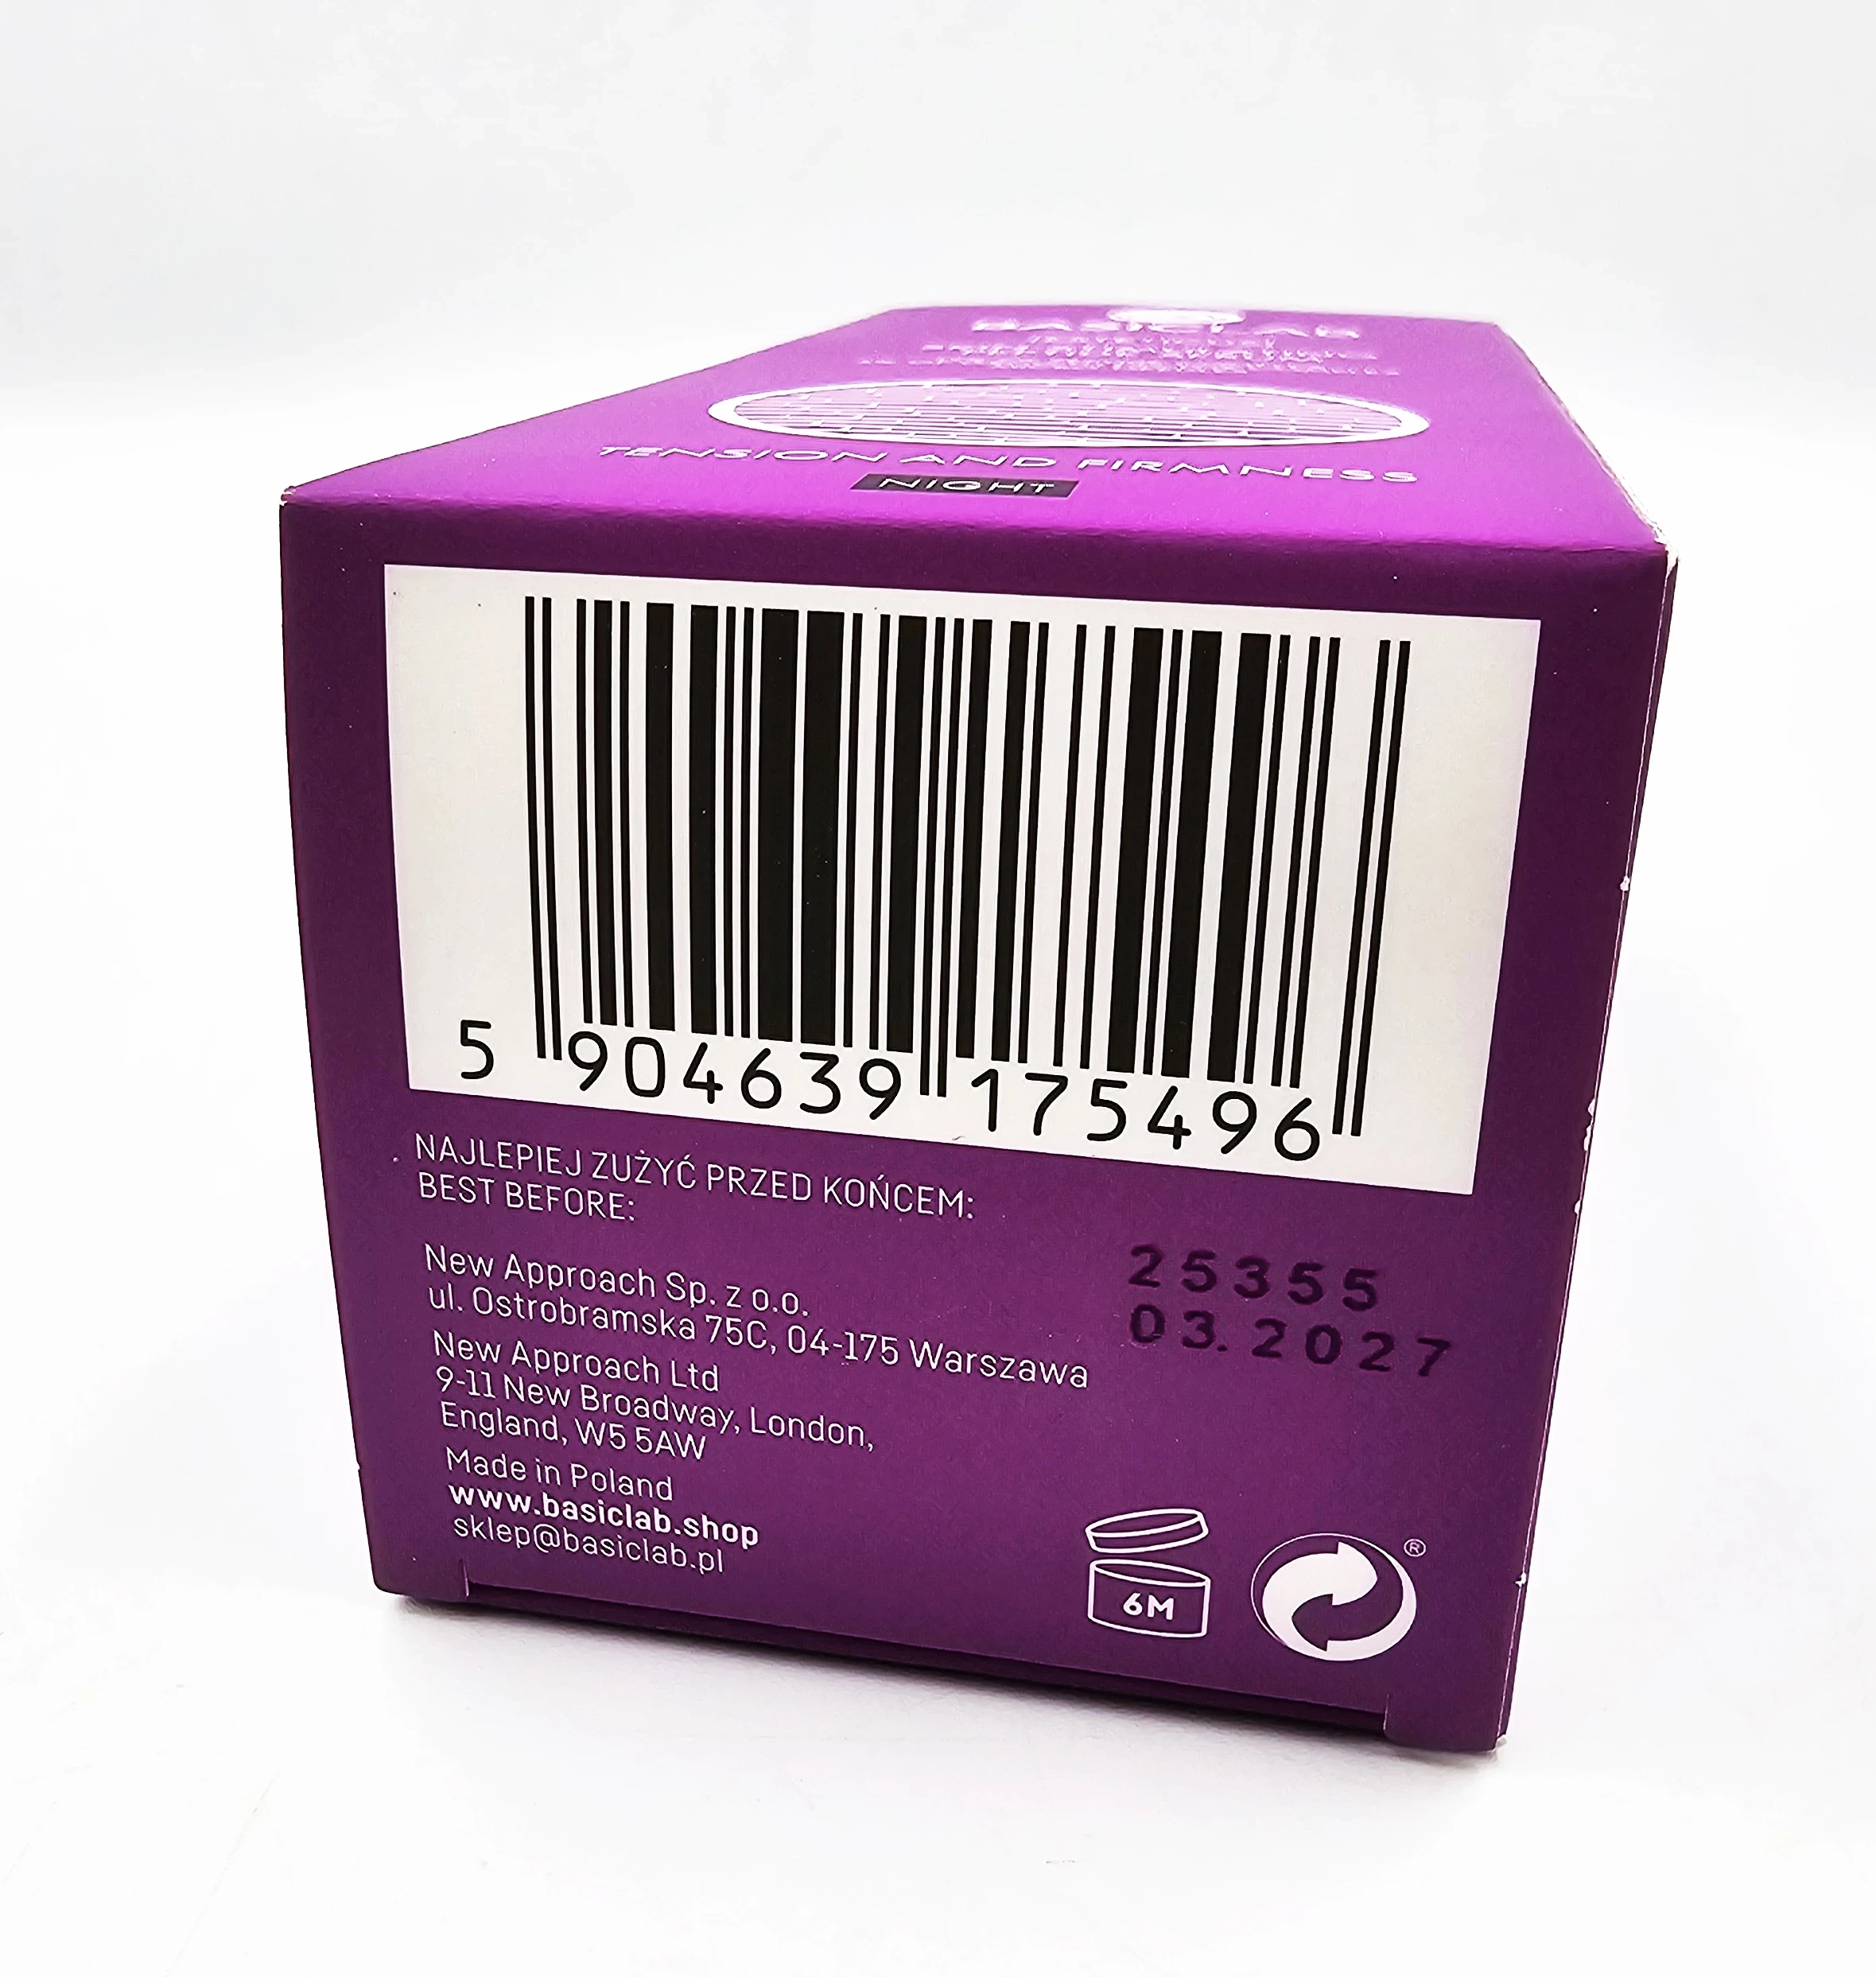 BASICLAB
TENSION AND FIRMNESS
NIGHT
5 904639 175496
NAJLEPIEJ ZUŻYĆ PRZED KOŃCEM:
BEST BEFORE:
25355
03.2027
New Approach Sp. z o.o.
ul. Ostrobramska 75C, 04-175 Warszawa
New Approach Ltd
9-11 New Broadway, London,
England, W5 5AW
Made in Poland
www.basiclab.shop
sklep@basiclab.pl
6M
®